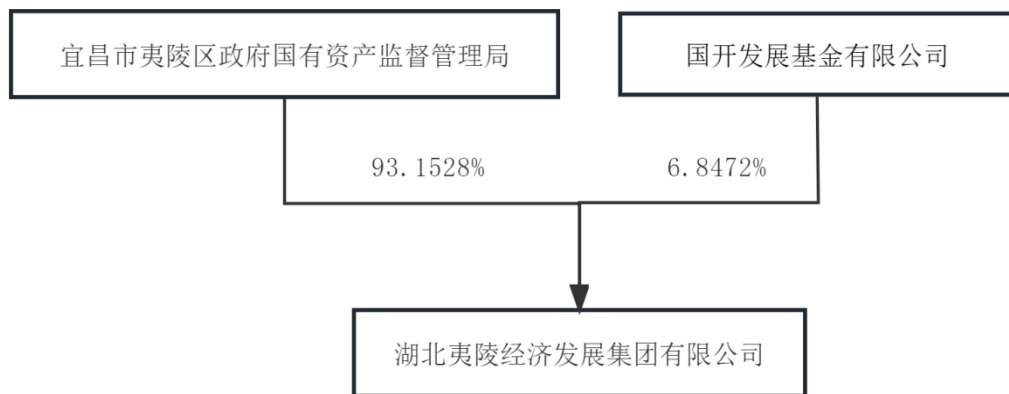 宜昌市夷陵区政府国有资产监督管理局
国开发展基金有限公司
93.1528%
6.8472%
湖北夷陵经济发展集团有限公司